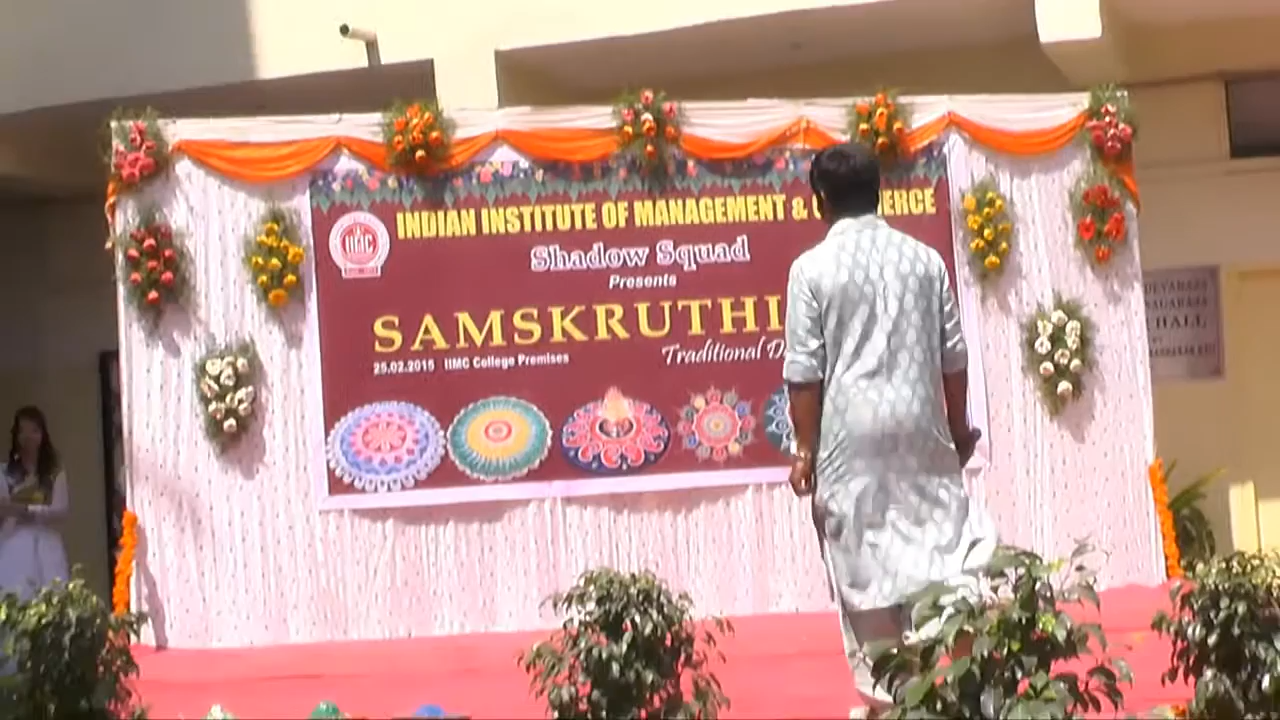 INDIAN INSTITUTE OF MANAGEMENT &
IIMC
Shadow Squad
Presents
SAMSKRUTHI
25.02.2015 IIMC College Premises
Traditional
HALL